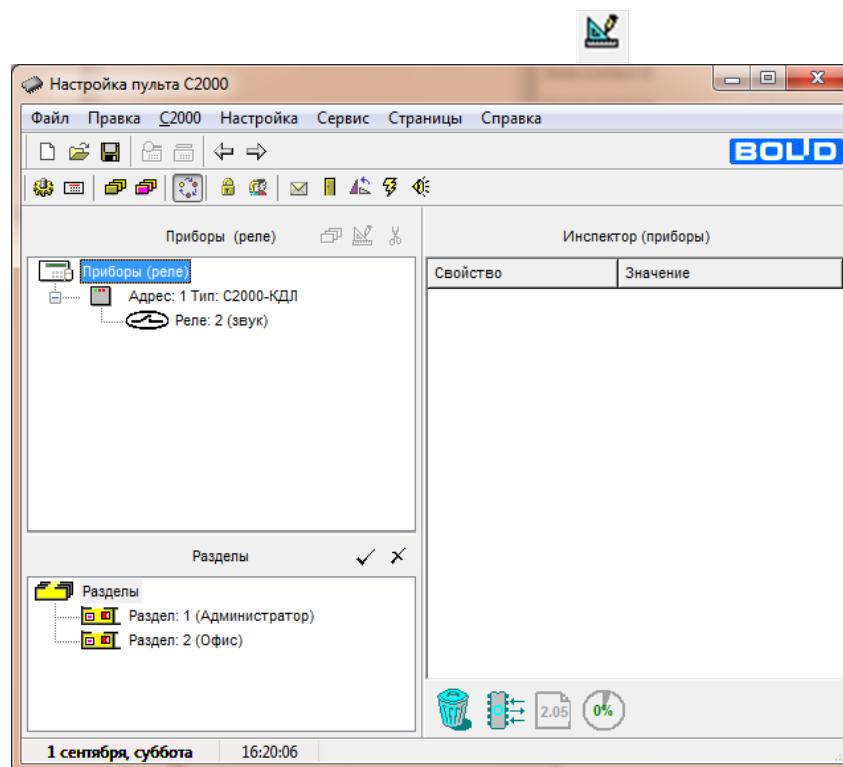 Настройка пульта С2000
Файл Правка С2000 Настройка Сервис Страницы Справка
BOLID
Приборы (реле)
Инспектор (приборы)
Приборы (реле)
Свойство Значение
Адрес: 1 Тип: С2000-КДЛ
Реле: 2 (звук)
Разделы
Разделы
Раздел: 1 (Администратор)
Раздел: 2 (Офис)
2.05 0%
1 сентября, суббота 16:20:06